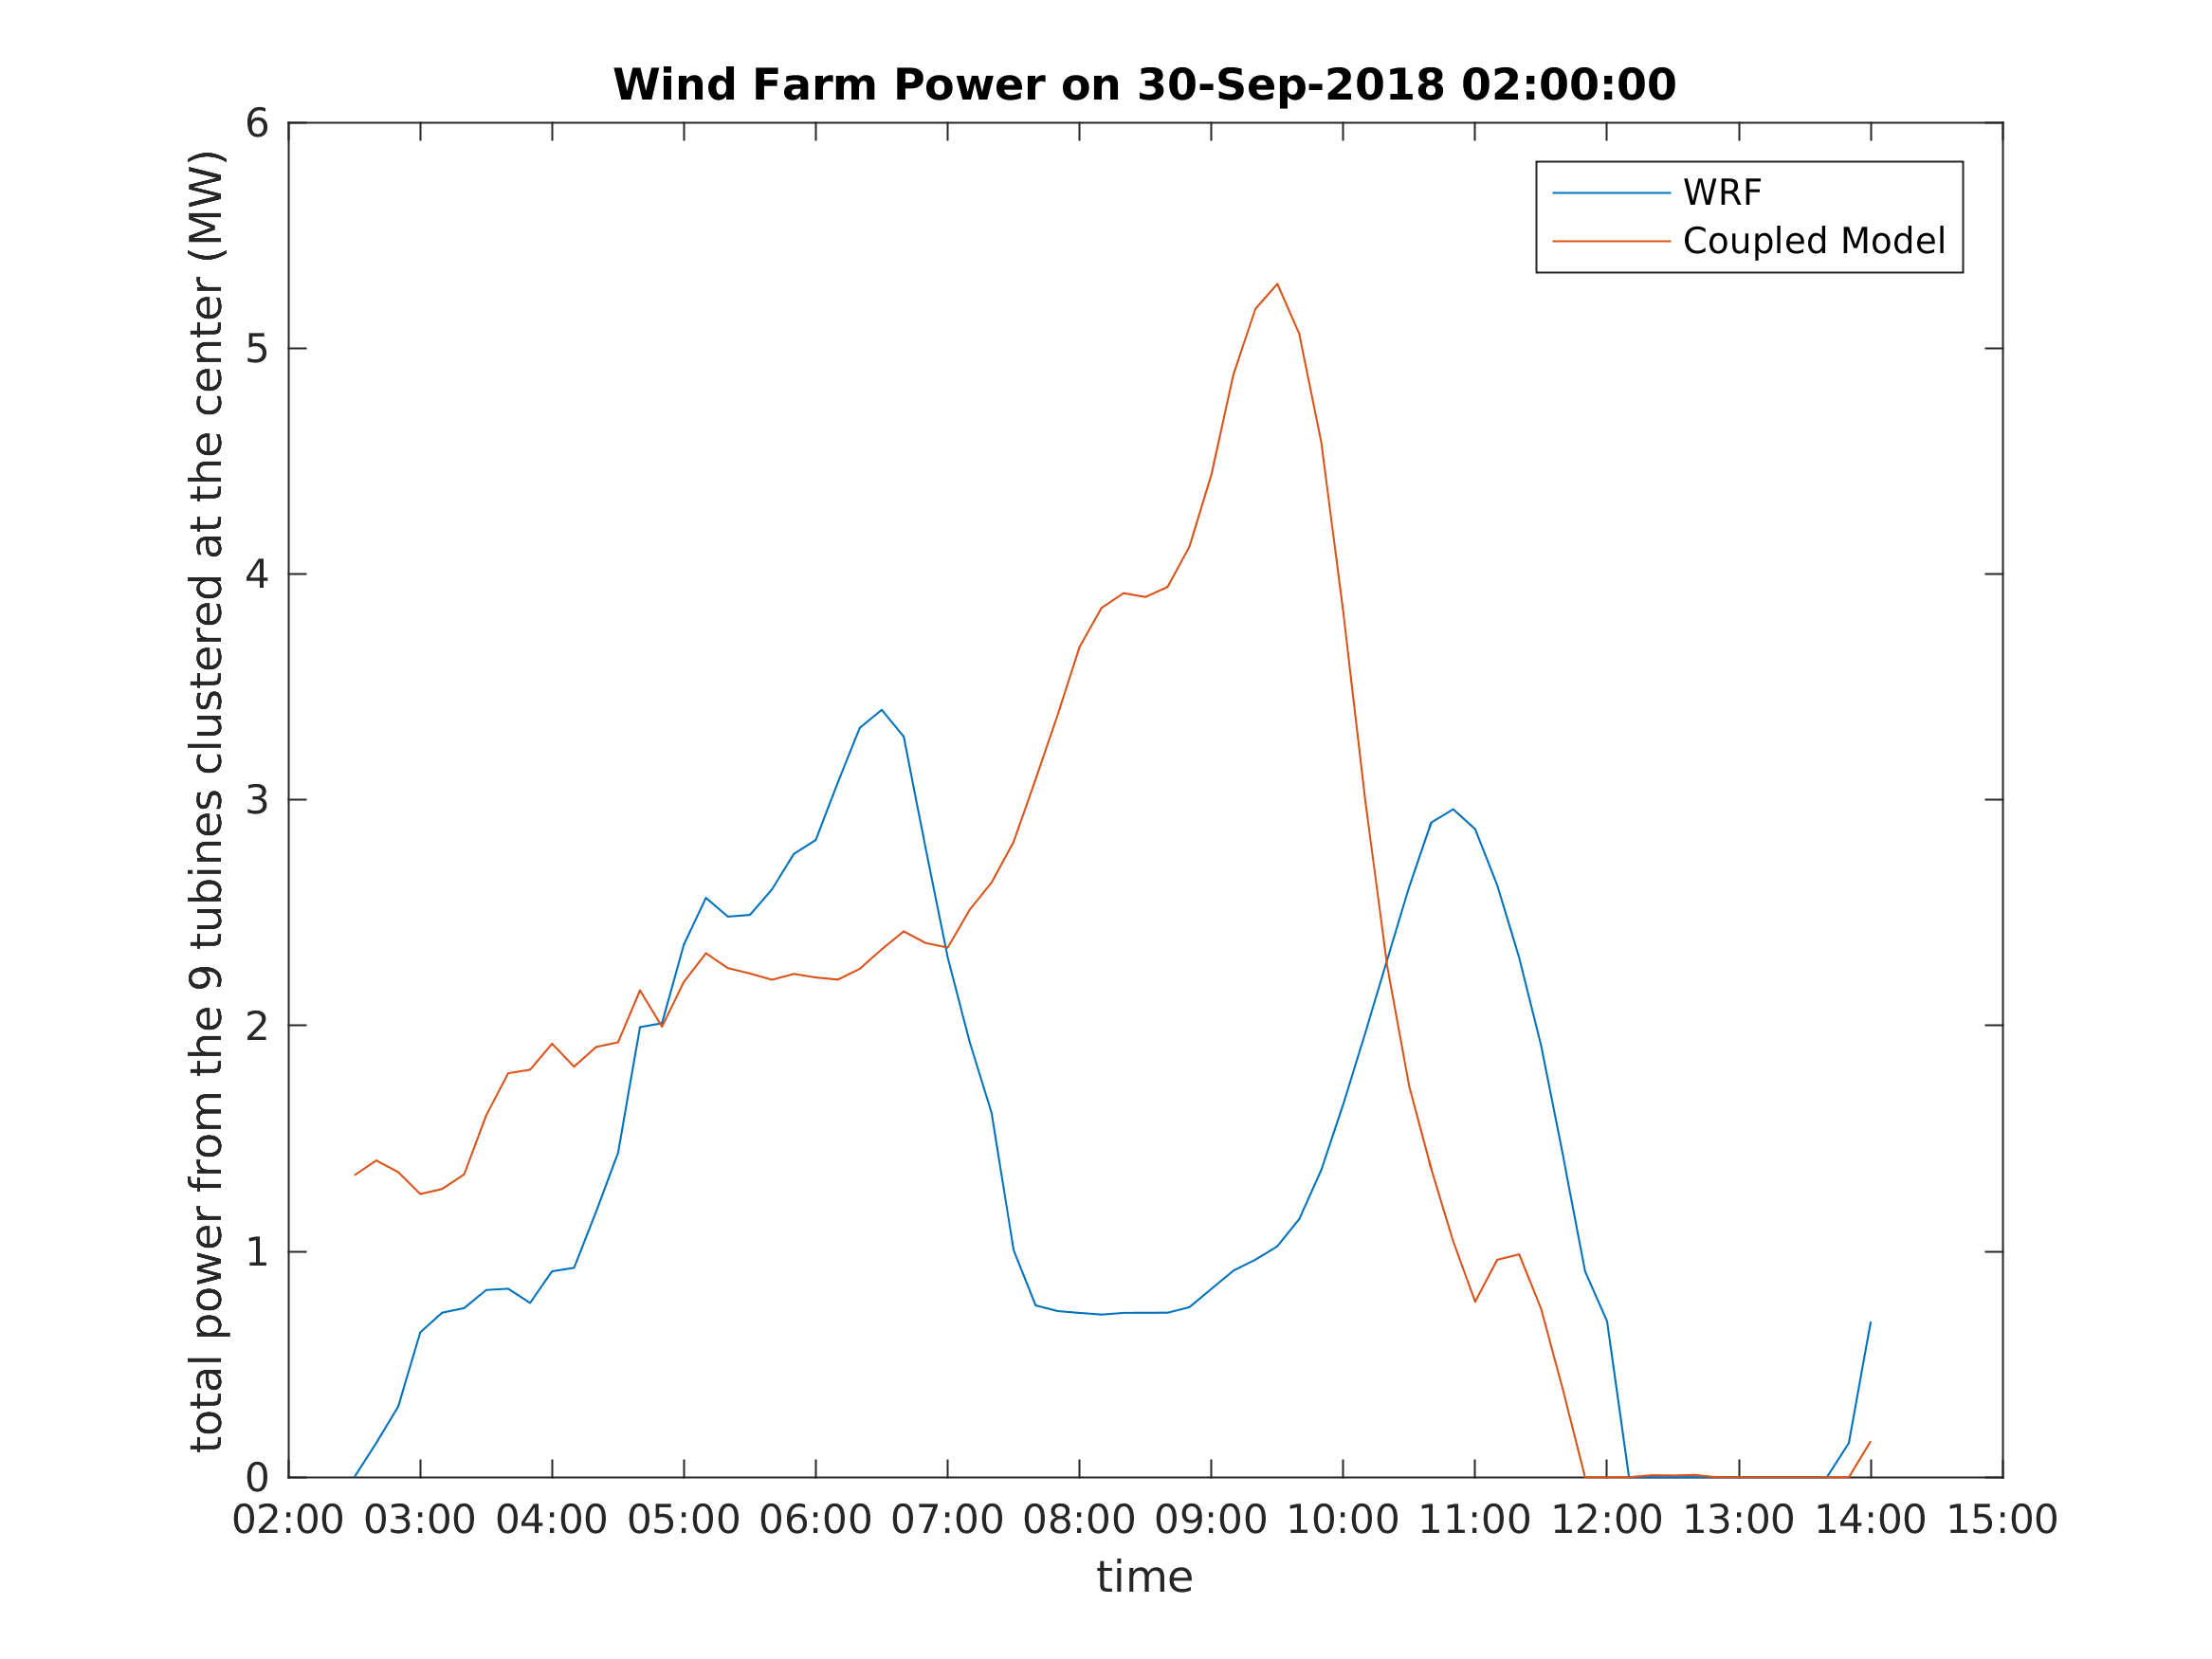 Wind Farm Power on 30-Sep-2018 02:00:00
total power from the 9 tubines clustered at the center (MW)
6
5
4
3
2
1
0
WRF
Coupled Model
02:00 03:00 04:00 05:00 06:00 07:00 08:00 09:00 10:00 11:00 12:00 13:00 14:00 15:00
time